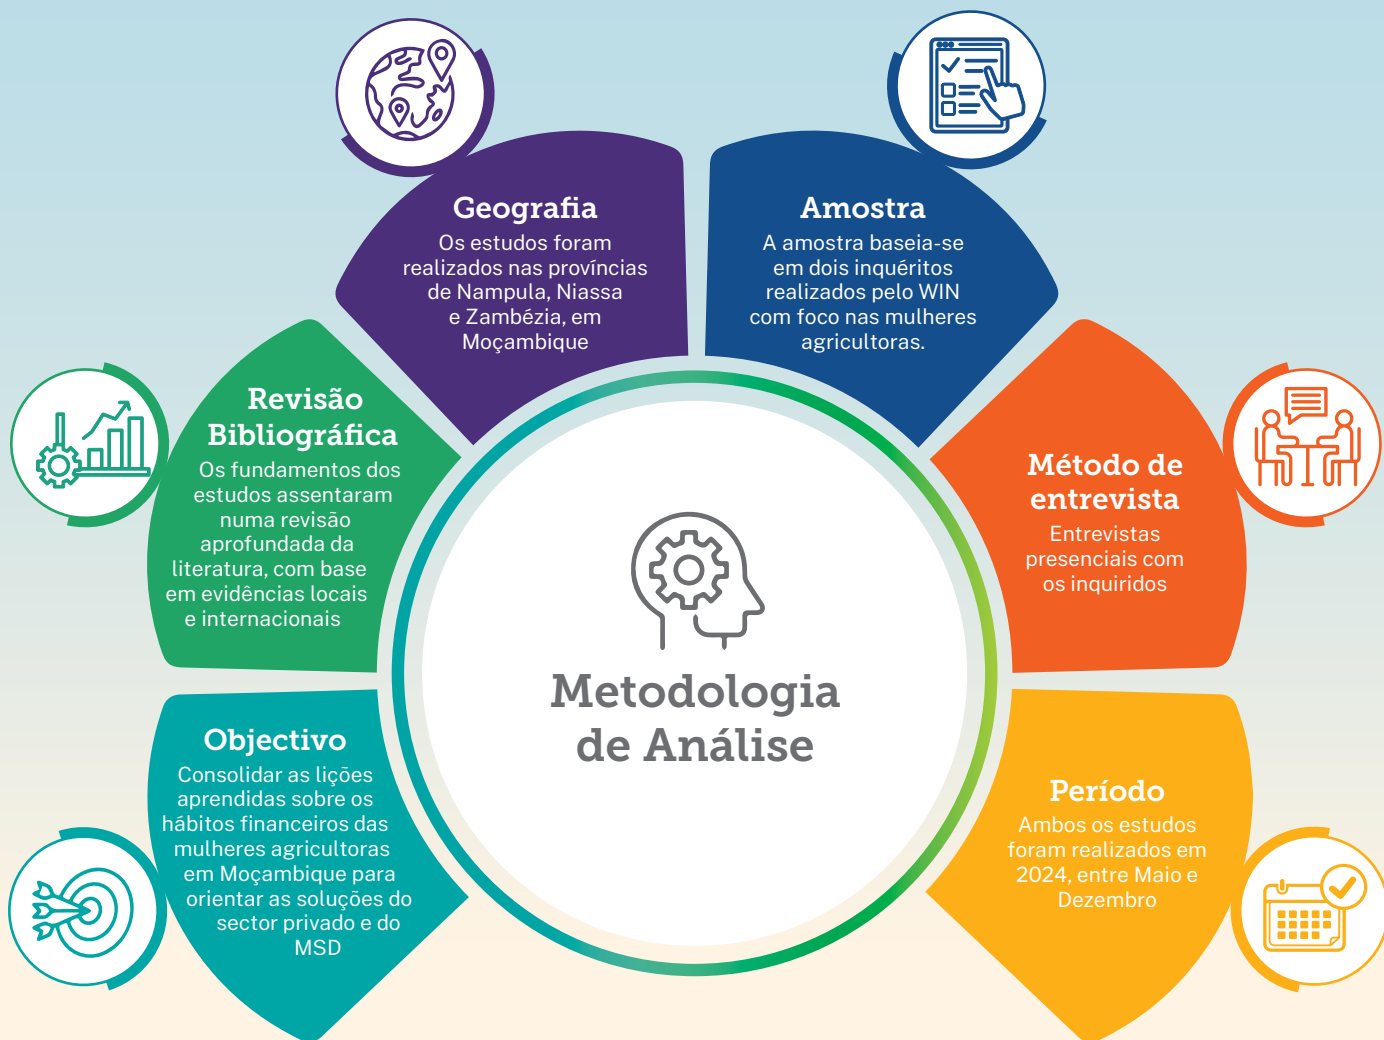 Geografia
Os estudos foram
realizados nas províncias
de Nampula, Niassa
e Zambézia, em
Moçambique
Amostra
A amostra baseia-se
em dois inquéritos
realizados pelo WIN
com foco nas mulheres
agricultoras.
Revisão
Bibliográfica
Os fundamentos dos
estudos assentaram
numa revisão
aprofundada da
literatura, com base
em evidências locais
e internacionais
Método de
entrevista
Entrevistas
presenciais com
os inquiridos
Metodologia
de Análise
Objectivo
Consolidar as lições
aprendidas sobre os
hábitos financeiros das
mulheres agricultoras
em Moçambique para
orientar as soluções do
sector privado e do
MSD
Período
Ambos os estudos
foram realizados em
2024, entre Maio e
Dezembro